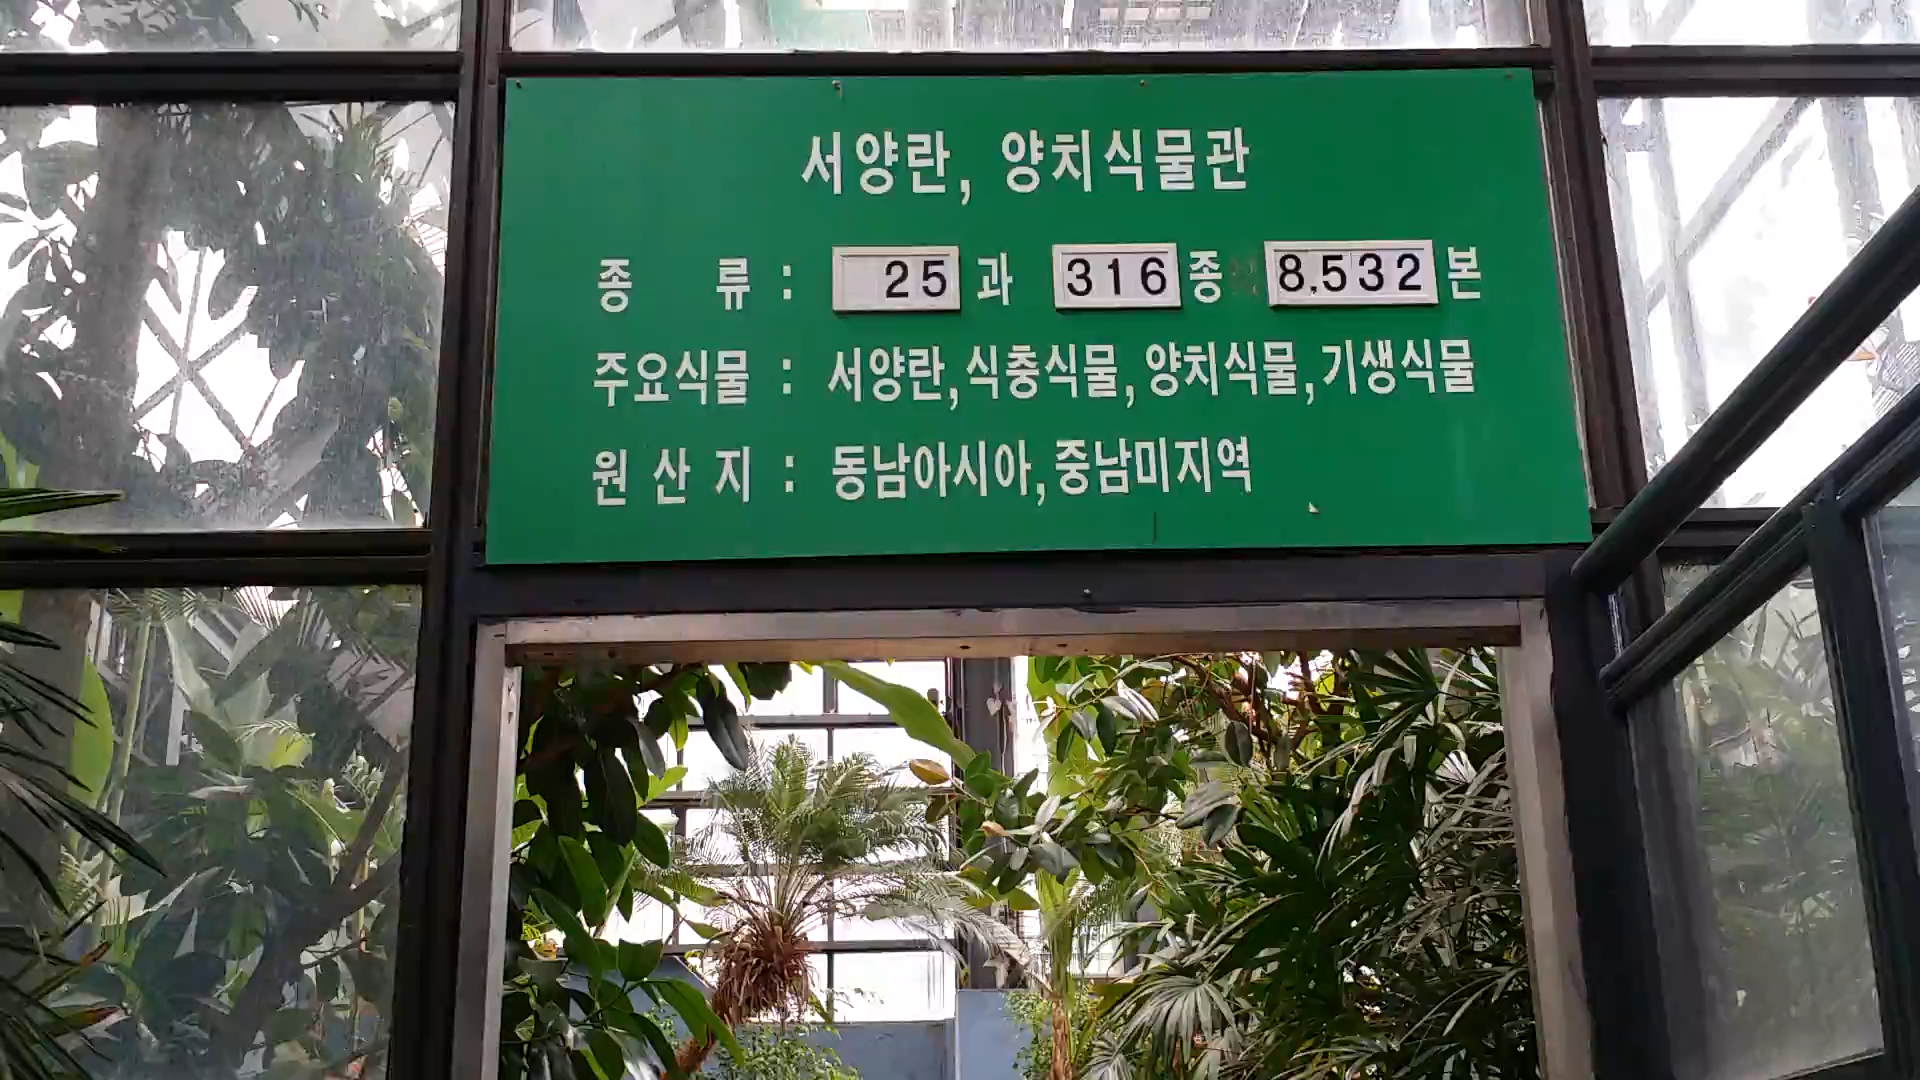 서양란, 양치식물관
종 류 : 25 과 316 종 8,532 본
주요식물 : 서양란,식충식물,양치식물,기생식물
원 산 지 : 동남아시아,중남미지역